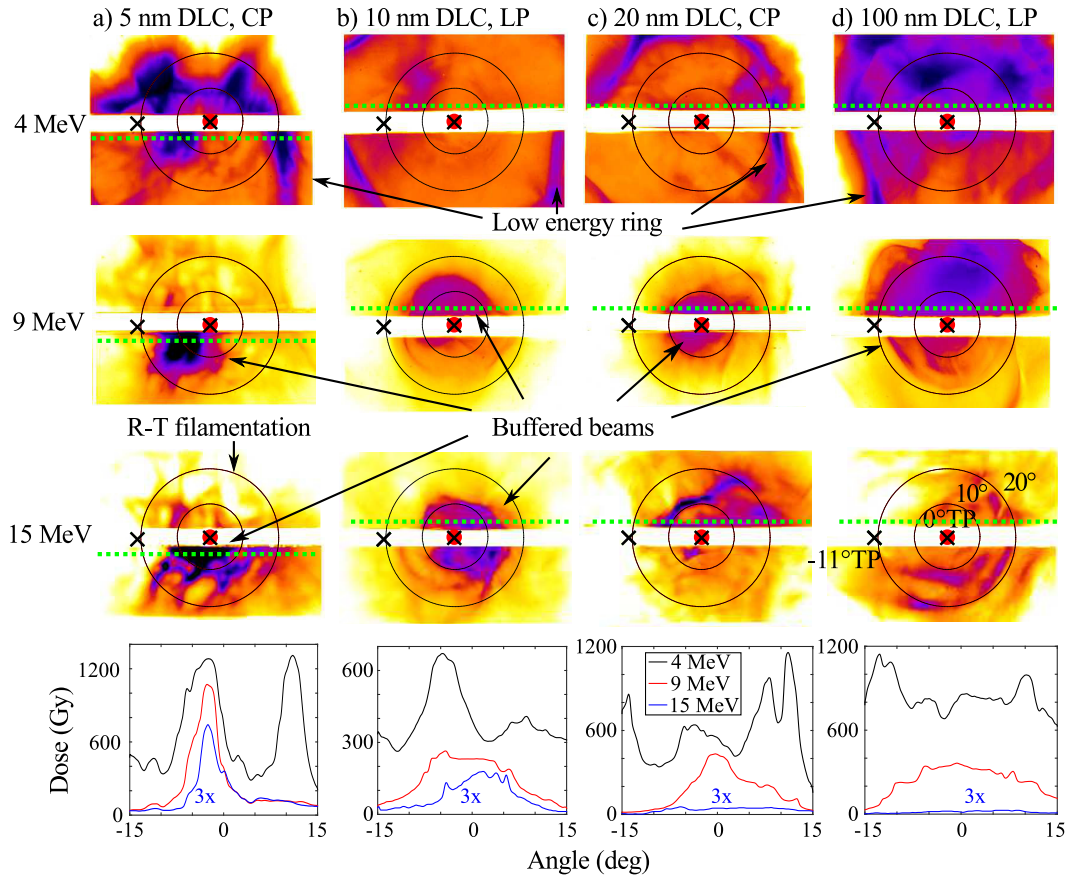 a) 5 nm DLC, CP
b) 10 nm DLC, LP
c) 20 nm DLC, CP
d) 100 nm DLC, LP
4 MeV
Low energy ring
9 MeV
R-T filamentation
Buffered beams
15 MeV
10°
20°
0°TP
-11°TP
Dose (Gy)
1200
600
0
-15
0
15
3x
600
300
0
-15
0
15
3x
1200
600
0
-15
0
15
4 MeV
9 MeV
15 MeV
3x
1200
600
0
-15
0
15
3x
Angle (deg)